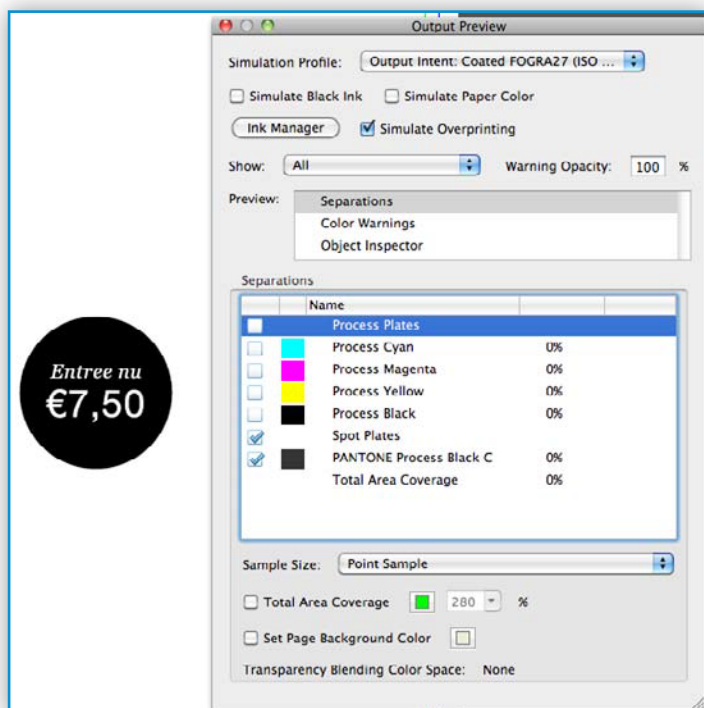 Output Preview
Simulation Profile: Output Intent: Coated FOGRA27 (ISO ...
Simulate Black Ink Simulate Paper Color
Ink Manager Simulate Overprinting
Show: All Warning Opacity: 100 %
Preview: Separations
Color Warnings
Object Inspector
Separations
Name
Process Plates
Process Cyan 0%
Process Magenta 0%
Process Yellow 0%
Process Black 0%
Spot Plates
PANTONE Process Black C 0%
Total Area Coverage 0%
Entree nu
€7,50
Sample Size: Point Sample
Total Area Coverage 280 %
Set Page Background Color
Transparency Blending Color Space: None